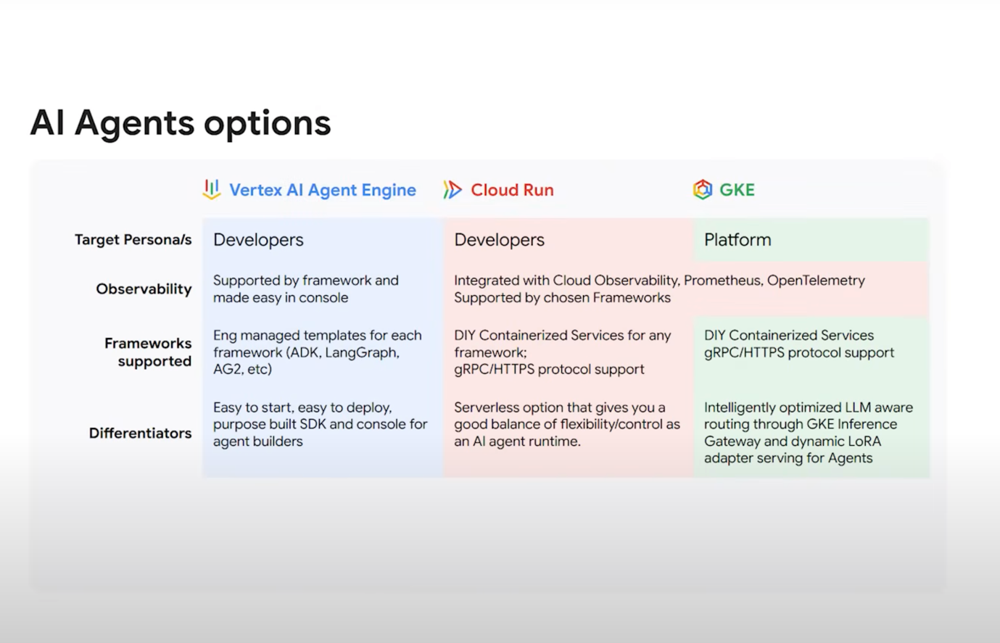 AI Agents options
Vertex AI Agent Engine
Cloud Run
GKE
Target Persona/s
Developers
Developers
Platform
Observability
Supported by framework and
made easy in console
Integrated with Cloud Observability, Prometheus, OpenTelemetry
Supported by chosen Frameworks
Frameworks
supported
Eng managed templates for each
framework (ADK, LangGraph,
AG2, etc)
DIY Containerized Services for any
framework;
gRPC/HTTPS protocol support
DIY Containerized Services
gRPC/HTTPS protocol support
Differentiators
Easy to start, easy to deploy,
purpose built SDK and console for
agent builders
Serverless option that gives you a
good balance of flexibility/control as
an AI agent runtime.
Intelligently optimized LLM aware
routing through GKE Inference
Gateway and dynamic LoRA
adapter serving for Agents